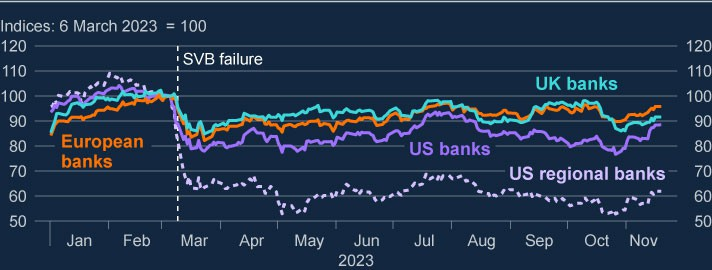 Indices: 6 March 2023 = 100
120 120
110 110
SVB failure
100 100
UK banks
90 90
European
banks
80 80
US banks
70 70
US regional banks
60 60
50 50
Jan Feb Mar Apr May Jun Jul Aug Sep Oct Nov
2023